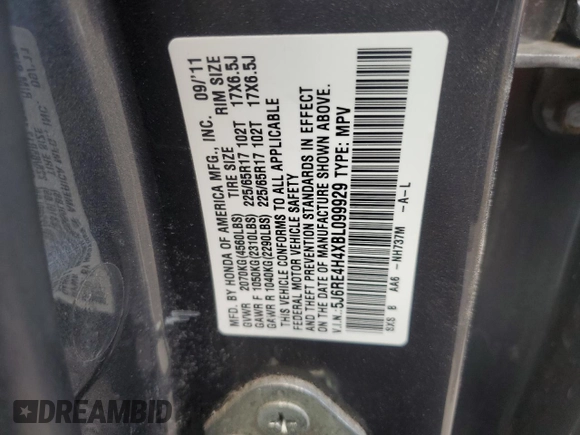 MFD. BY HONDA OF AMERICA MFG., INC. 09/'11
TIRE SIZE RIM SIZE
GVWR 2070KG(4560LBS)
GAWR F 1050KG(2310LBS) 225/65R17 102T 17X6.5J
GAWR R 1040KG(2290LBS) 225/65R17 102T 17X6.5J
THIS VEHICLE CONFORMS TO ALL APPLICABLE
FEDERAL MOTOR VEHICLE SAFETY
AND THEFT PREVENTION STANDARDS IN EFFECT
ON THE DATE OF MANUFACTURE SHOWN ABOVE.
V.I.N.:5J6RE4H4XBL099929 TYPE: MPV
SXS B AA6 -NH737M -A-L
DREAMBID